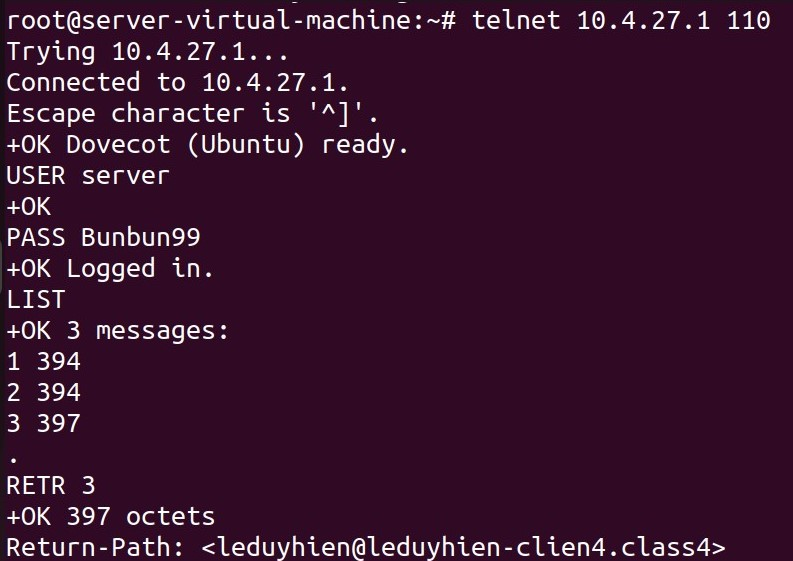 root@server-virtual-machine:~# telnet 10.4.27.1 110
Trying 10.4.27.1...
Connected to 10.4.27.1.
Escape character is '^]'.
+OK Dovecot (Ubuntu) ready.
USER server
+OK
PASS Bunbun99
+OK Logged in.
LIST
+OK 3 messages:
1 394
2 394
3 397
.
RETR 3
+OK 397 octets
Return-Path: <leduyhien@leduyhien-clien4.class4>